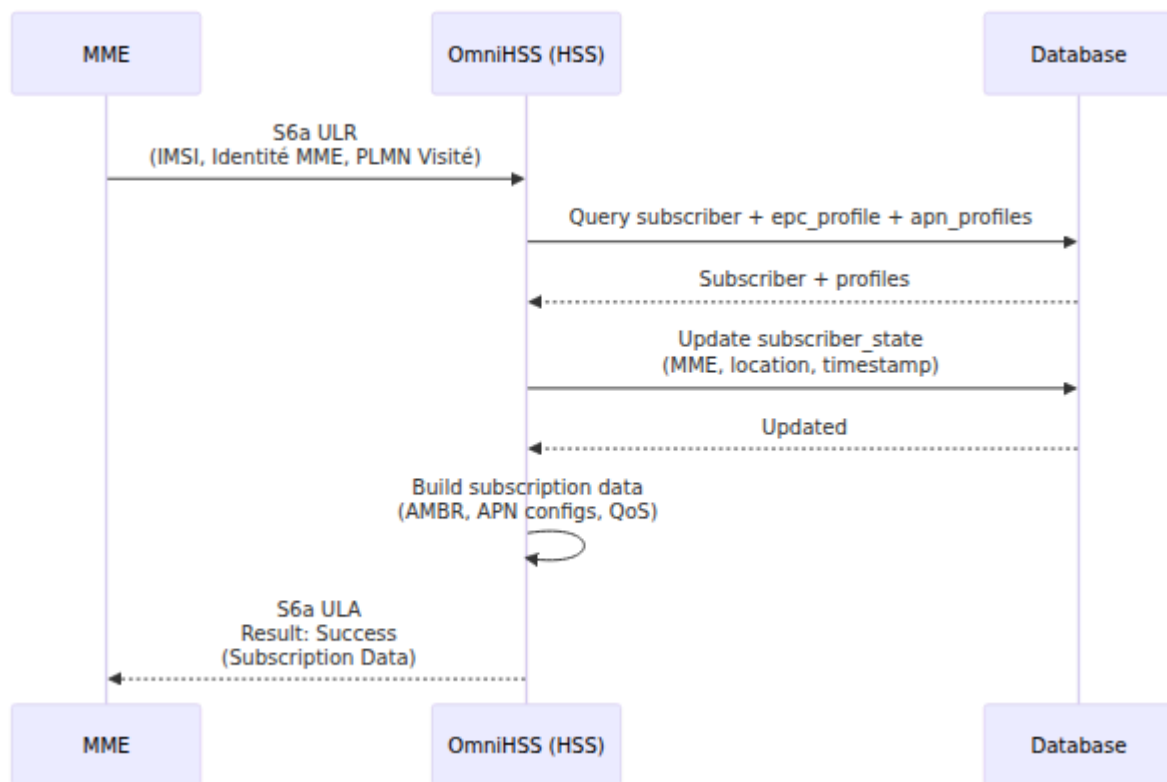 MME
OmniHSS (HSS)
Database
S6a ULR
(IMSI, Identité MME, PLMN Visité)
Query subscriber + epc_profile + apn_profiles
Subscriber + profiles
Update subscriber_state
(MME, location, timestamp)
Updated
Build subscription data
(AMBR, APN configs, QoS)
S6a ULA
Result: Success
(Subscription Data)
MME
OmniHSS (HSS)
Database